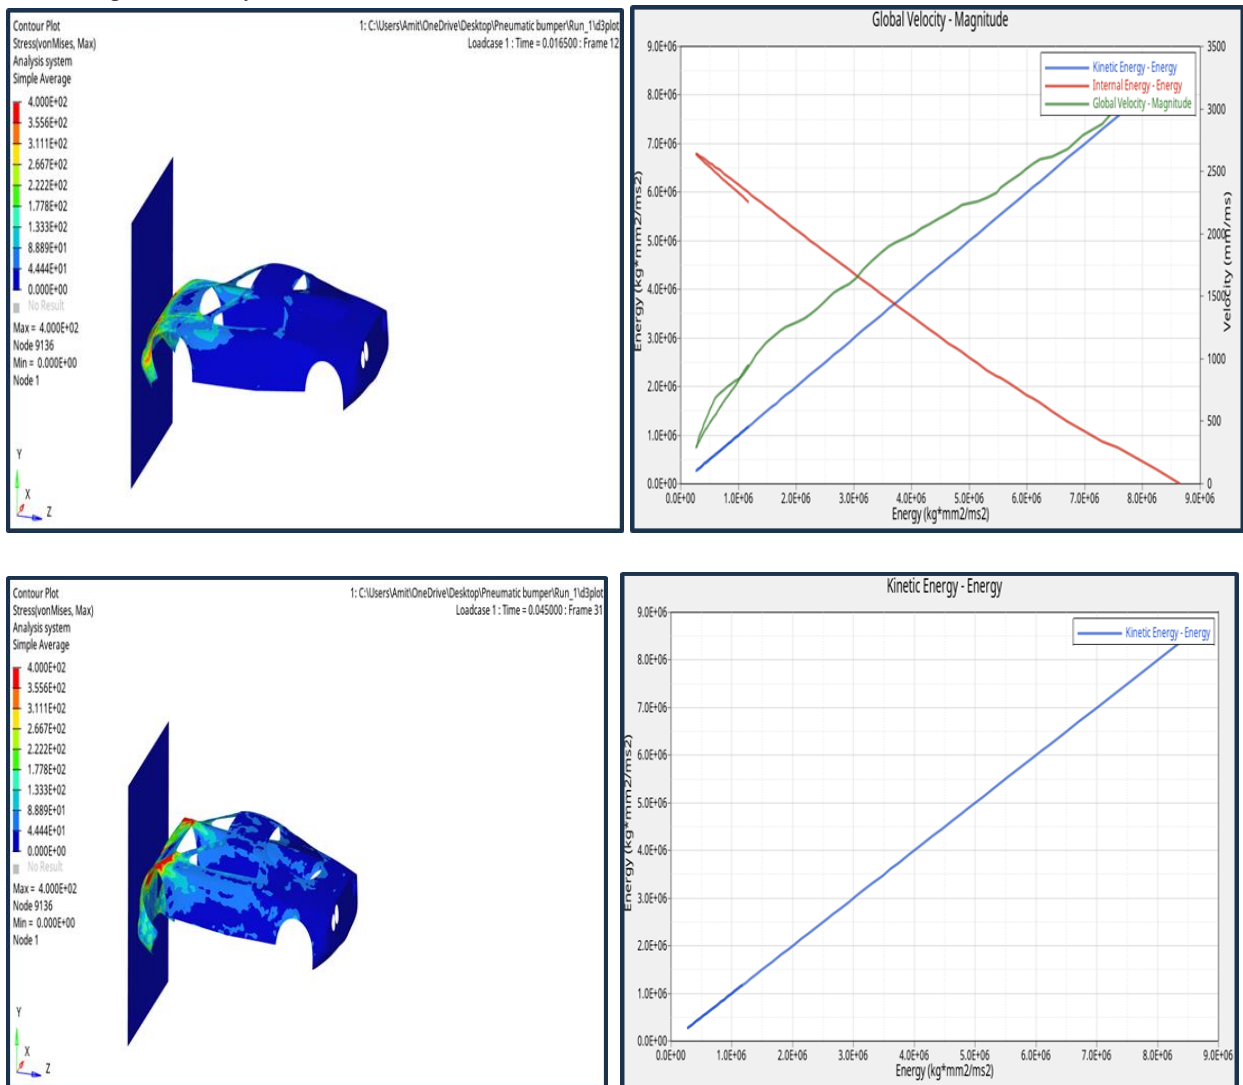 Contour Plot
1: C:\Users\Amit\OneDrive\Desktop\Pneumatic bumper\Run_1\d3plot
Stress(vonMises, Max)
Loadcase 1 : Time = 0.016500 : Frame 12
Analysis system
Simple Average
4.000E+02
3.556E+02
3.111E+02
2.667E+02
2.222E+02
1.778E+02
1.333E+02
8.889E+01
4.444E+01
0.000E+00
No Result
Max = 4.000E+02
Node 9136
Min = 0.000E+00
Node 1
Y
X
Z
Global Velocity - Magnitude
Kinetic Energy - Energy
Internal Energy - Energy
Global Velocity - Magnitude
9.0E+06
8.0E+06
7.0E+06
6.0E+06
5.0E+06
4.0E+06
3.0E+06
2.0E+06
1.0E+06
0.0E+00
Energy (kg*mm2/ms2)
3500
3000
2500
2000
1500
1000
500
0
Velocity (mm/ms)
0.0E+00 1.0E+06 2.0E+06 3.0E+06 4.0E+06 5.0E+06 6.0E+06 7.0E+06 8.0E+06 9.0E+06
Energy (kg*mm2/ms2)
Contour Plot
1: C:\Users\Amit\OneDrive\Desktop\Pneumatic bumper\Run_1\d3plot
Stress(vonMises, Max)
Loadcase 1 : Time = 0.045000 : Frame 31
Analysis system
Simple Average
4.000E+02
3.556E+02
3.111E+02
2.667E+02
2.222E+02
1.778E+02
1.333E+02
8.889E+01
4.444E+01
0.000E+00
No Result
Max = 4.000E+02
Node 9136
Min = 0.000E+00
Node 1
Y
X
Z
Kinetic Energy - Energy
Kinetic Energy - Energy
9.0E+06
8.0E+06
7.0E+06
6.0E+06
5.0E+06
4.0E+06
3.0E+06
2.0E+06
1.0E+06
0.0E+00
Energy (kg*mm2/ms2)
0.0E+00 1.0E+06 2.0E+06 3.0E+06 4.0E+06 5.0E+06 6.0E+06 7.0E+06 8.0E+06 9.0E+06
Energy (kg*mm2/ms2)